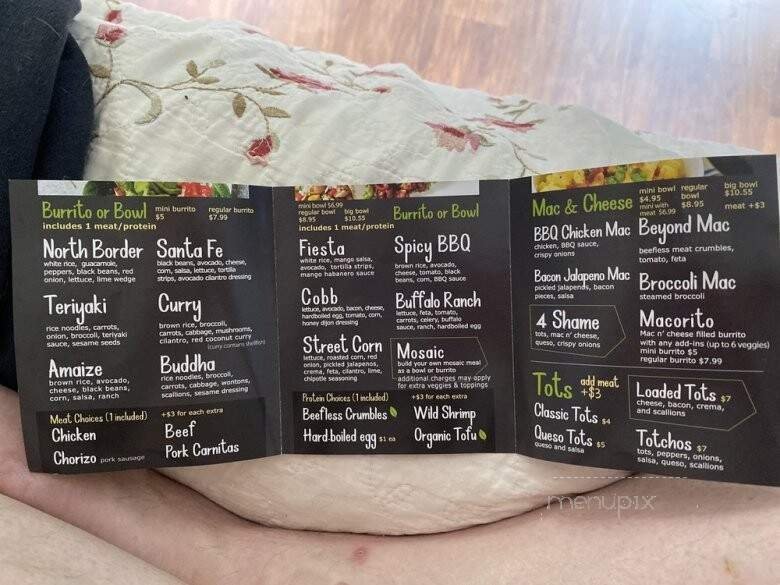 Burrito or Bowl
mini burrito
$5
regular burrito
$7.99
includes 1 meat/protein
North Border
white rice, guacamole,
peppers, black beans, red
onion, lettuce, lime wedge
Santa Fe
black beans, avocado, cheese,
corn, salsa, lettuce, tortilla
strips, avocado cilantro dressing
Teriyaki
rice noodles, carrots,
onion, broccoli, teriyaki
sauce, sesame seeds
Curry
brown rice, broccoli,
carrots, cabbage, mushrooms,
cilantro, red coconut curry
(curry contains shellfish)
Amaize
brown rice, avocado,
cheese, black beans,
corn, salsa, ranch
Buddha
rice noodles, broccoli,
carrots, cabbage, wontons,
scallions, sesame dressing
Meat Choices (1 included)
+$3 for each extra
Chicken
Beef
Chorizo pork sausage
Pork Carnitas
mini bowl $6.99
regular bowl
$8.95
big bowl
$10.55
Burrito or Bowl
includes 1 meat/protein
Fiesta
white rice, mango salsa,
avocado, tortilla strips,
mango habanero sauce
Spicy BBQ
brown rice, avocado,
cheese, tomato, black
beans, corn, BBQ sauce
Cobb
lettuce, avocado, bacon, cheese,
hardboiled egg, tomato, corn,
honey dijon dressing
Buffalo Ranch
lettuce, feta, tomato,
carrots, celery, buffalo
sauce, ranch, hardboiled egg
Street Corn
lettuce, roasted corn, red
onion, pickled jalapenos,
crema, feta, cilantro, lime,
chipotle seasoning
Mosaic
build your own mosaic meal
as a bowl or burrito
additional charges may apply
for extra veggies & toppings
Protein Choices (1 included)
+$3 for each extra
Beefless Crumbles
Wild Shrimp
Hard-boiled egg $1 ea
Organic Tofu
Mac & Cheese
mini bowl
$4.95
mini with
meat $6.99
regular
bowl
$8.95
big bowl
$10.55
meat +$3
BBQ Chicken Mac
chicken, BBQ sauce,
crispy onions
Beyond Mac
beefless meat crumbles,
tomato, feta
Bacon Jalapeno Mac
pickled jalapenos, bacon
pieces, salsa
Broccoli Mac
steamed broccoli
4 Shame
tots, mac n' cheese,
queso, crispy onions
Macorito
Mac n' cheese filled burrito
with any add-ins (up to 6 veggies)
mini burrito $5
regular burrito $7.99
Tots
add meat
+$3
Classic Tots $4
Queso Tots $5
queso and salsa
Loaded Tots $7
cheese, bacon, crema,
and scallions
Totchos $7
tots, peppers, onions,
salsa, queso, scallions
menupix